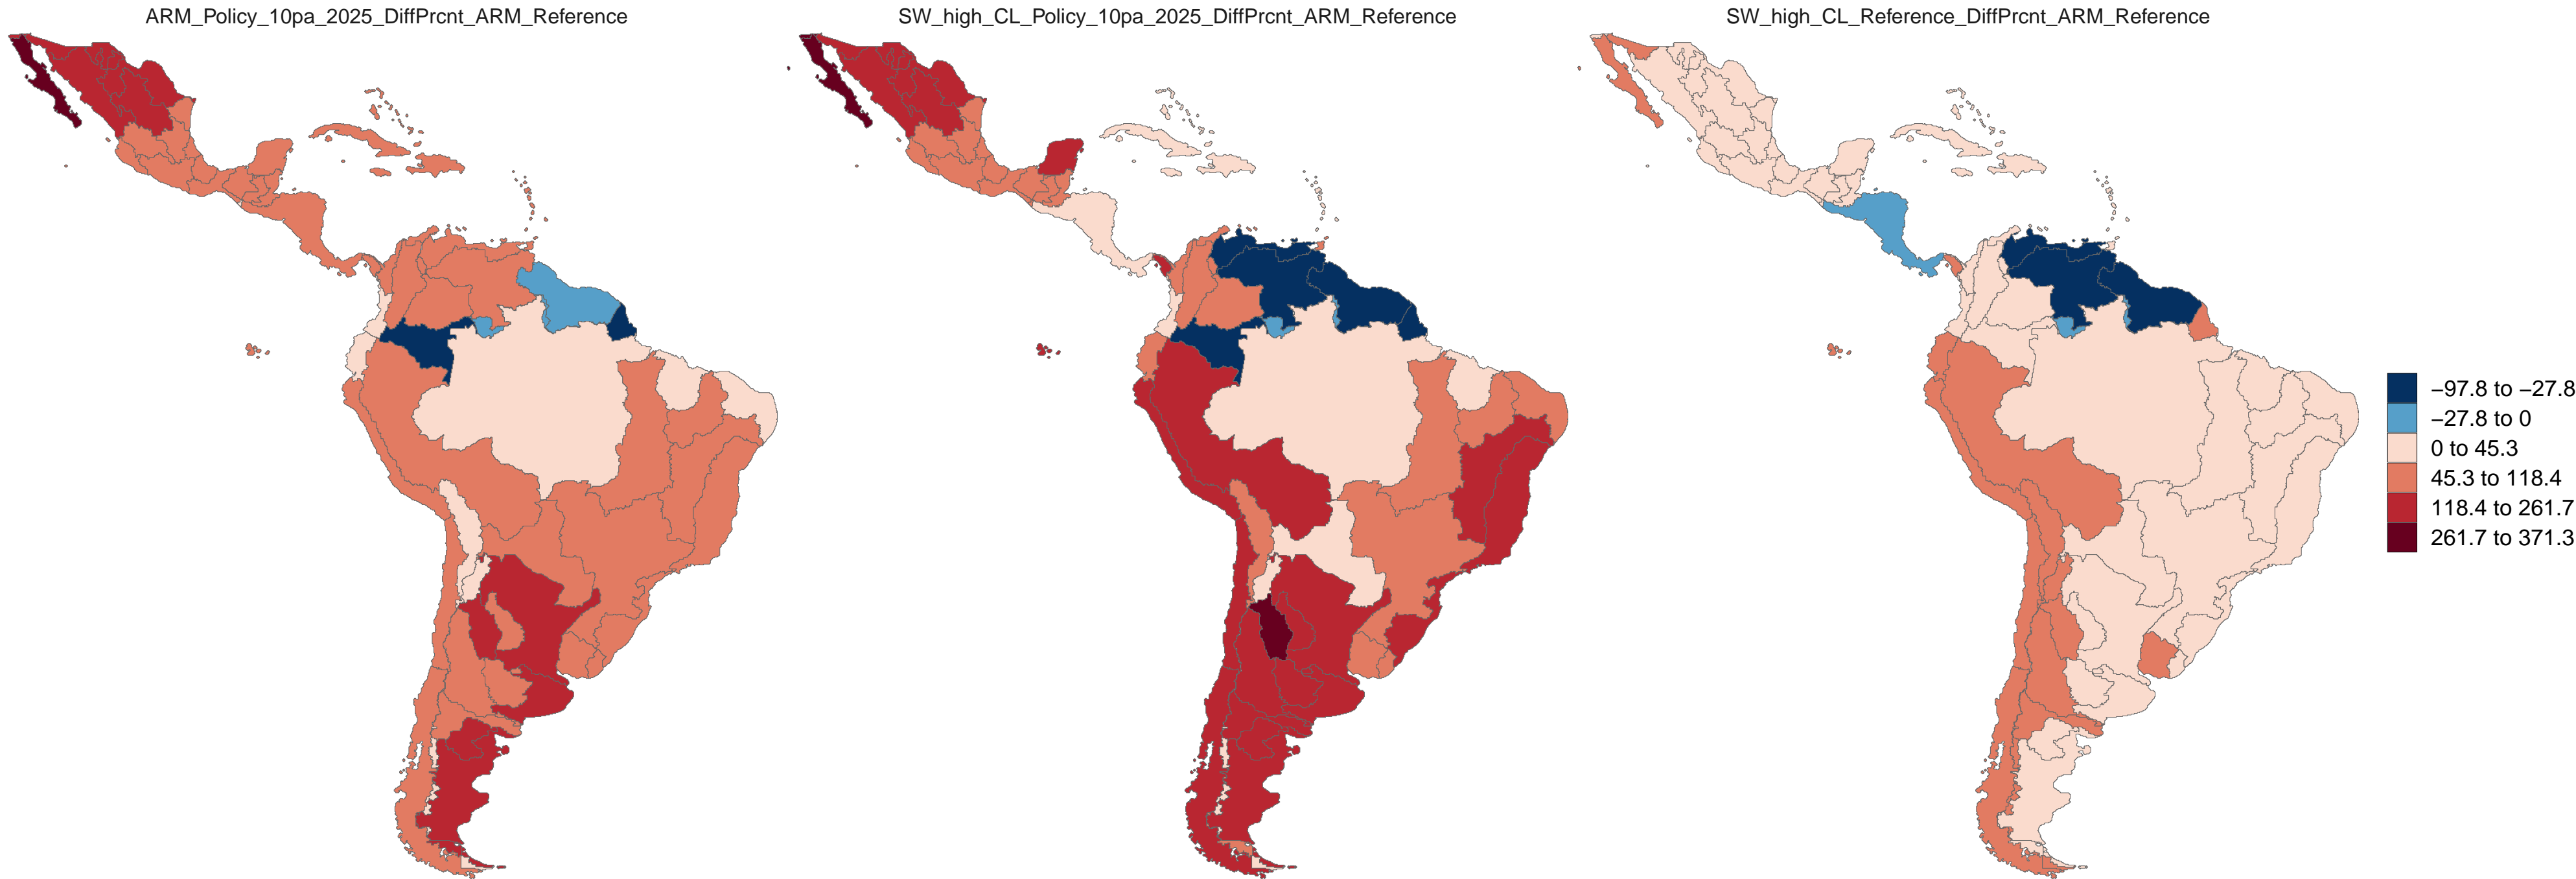 ARM_Policy_10pa_2025_DiffPrcnt_ARM_Reference
SW_high_CL_Policy_10pa_2025_DiffPrcnt_ARM_Reference
SW_high_CL_Reference_DiffPrcnt_ARM_Reference
−97.8 to −27.8
−27.8 to 0
0 to 45.3
45.3 to 118.4
118.4 to 261.7
261.7 to 371.3